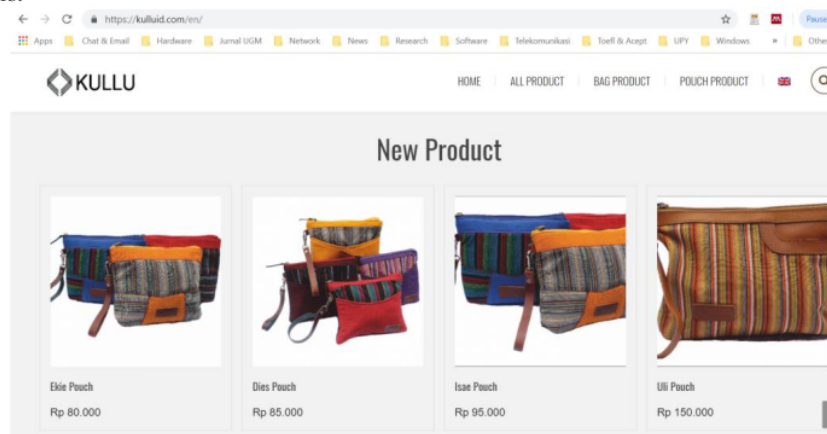 https://kulluid.com/en/
Pause
Apps Chat & Email Hardware Jurnal UGM Network News Research Software Telekomunikasi Toefl & Acept UPY Windows » Othe
KULLU
HOME ALL PRODUCT BAG PRODUCT POUCH PRODUCT
New Product
Ekie Pouch Dies Pouch Isae Pouch Uli Pouch
Rp 80.000 Rp 85.000 Rp 95.000 Rp 150.000